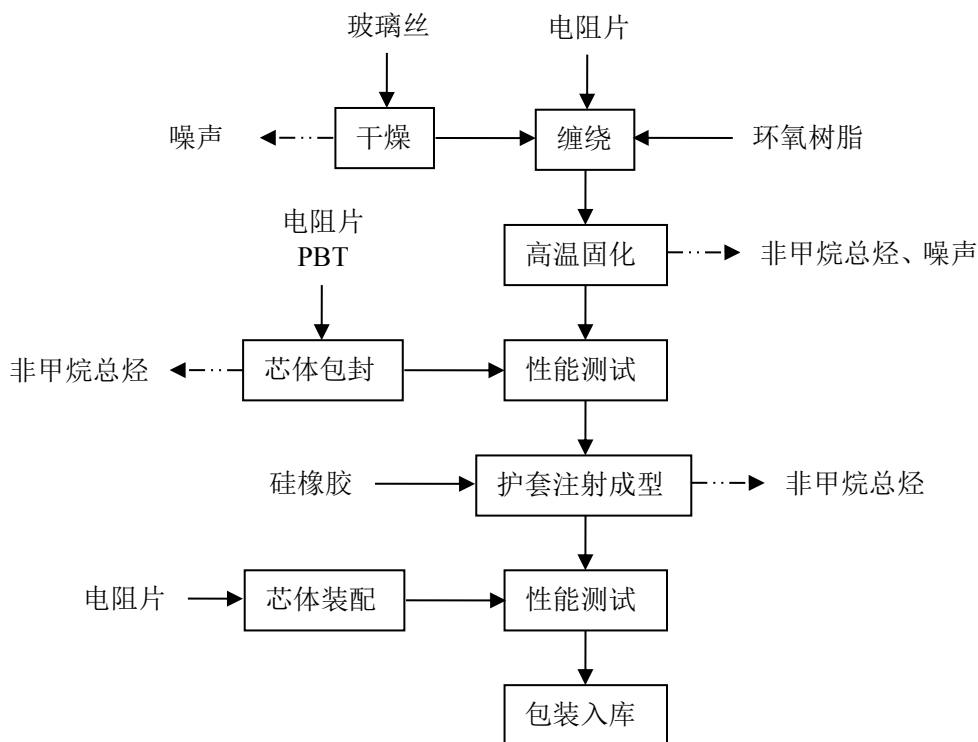 玻璃丝
电阻片
噪声
干燥
缠绕
环氧树脂
电阻片
PBT
高温固化
非甲烷总烃、噪声
非甲烷总烃
芯体包封
性能测试
硅橡胶
护套注射成型
非甲烷总烃
电阻片
芯体装配
性能测试
包装入库